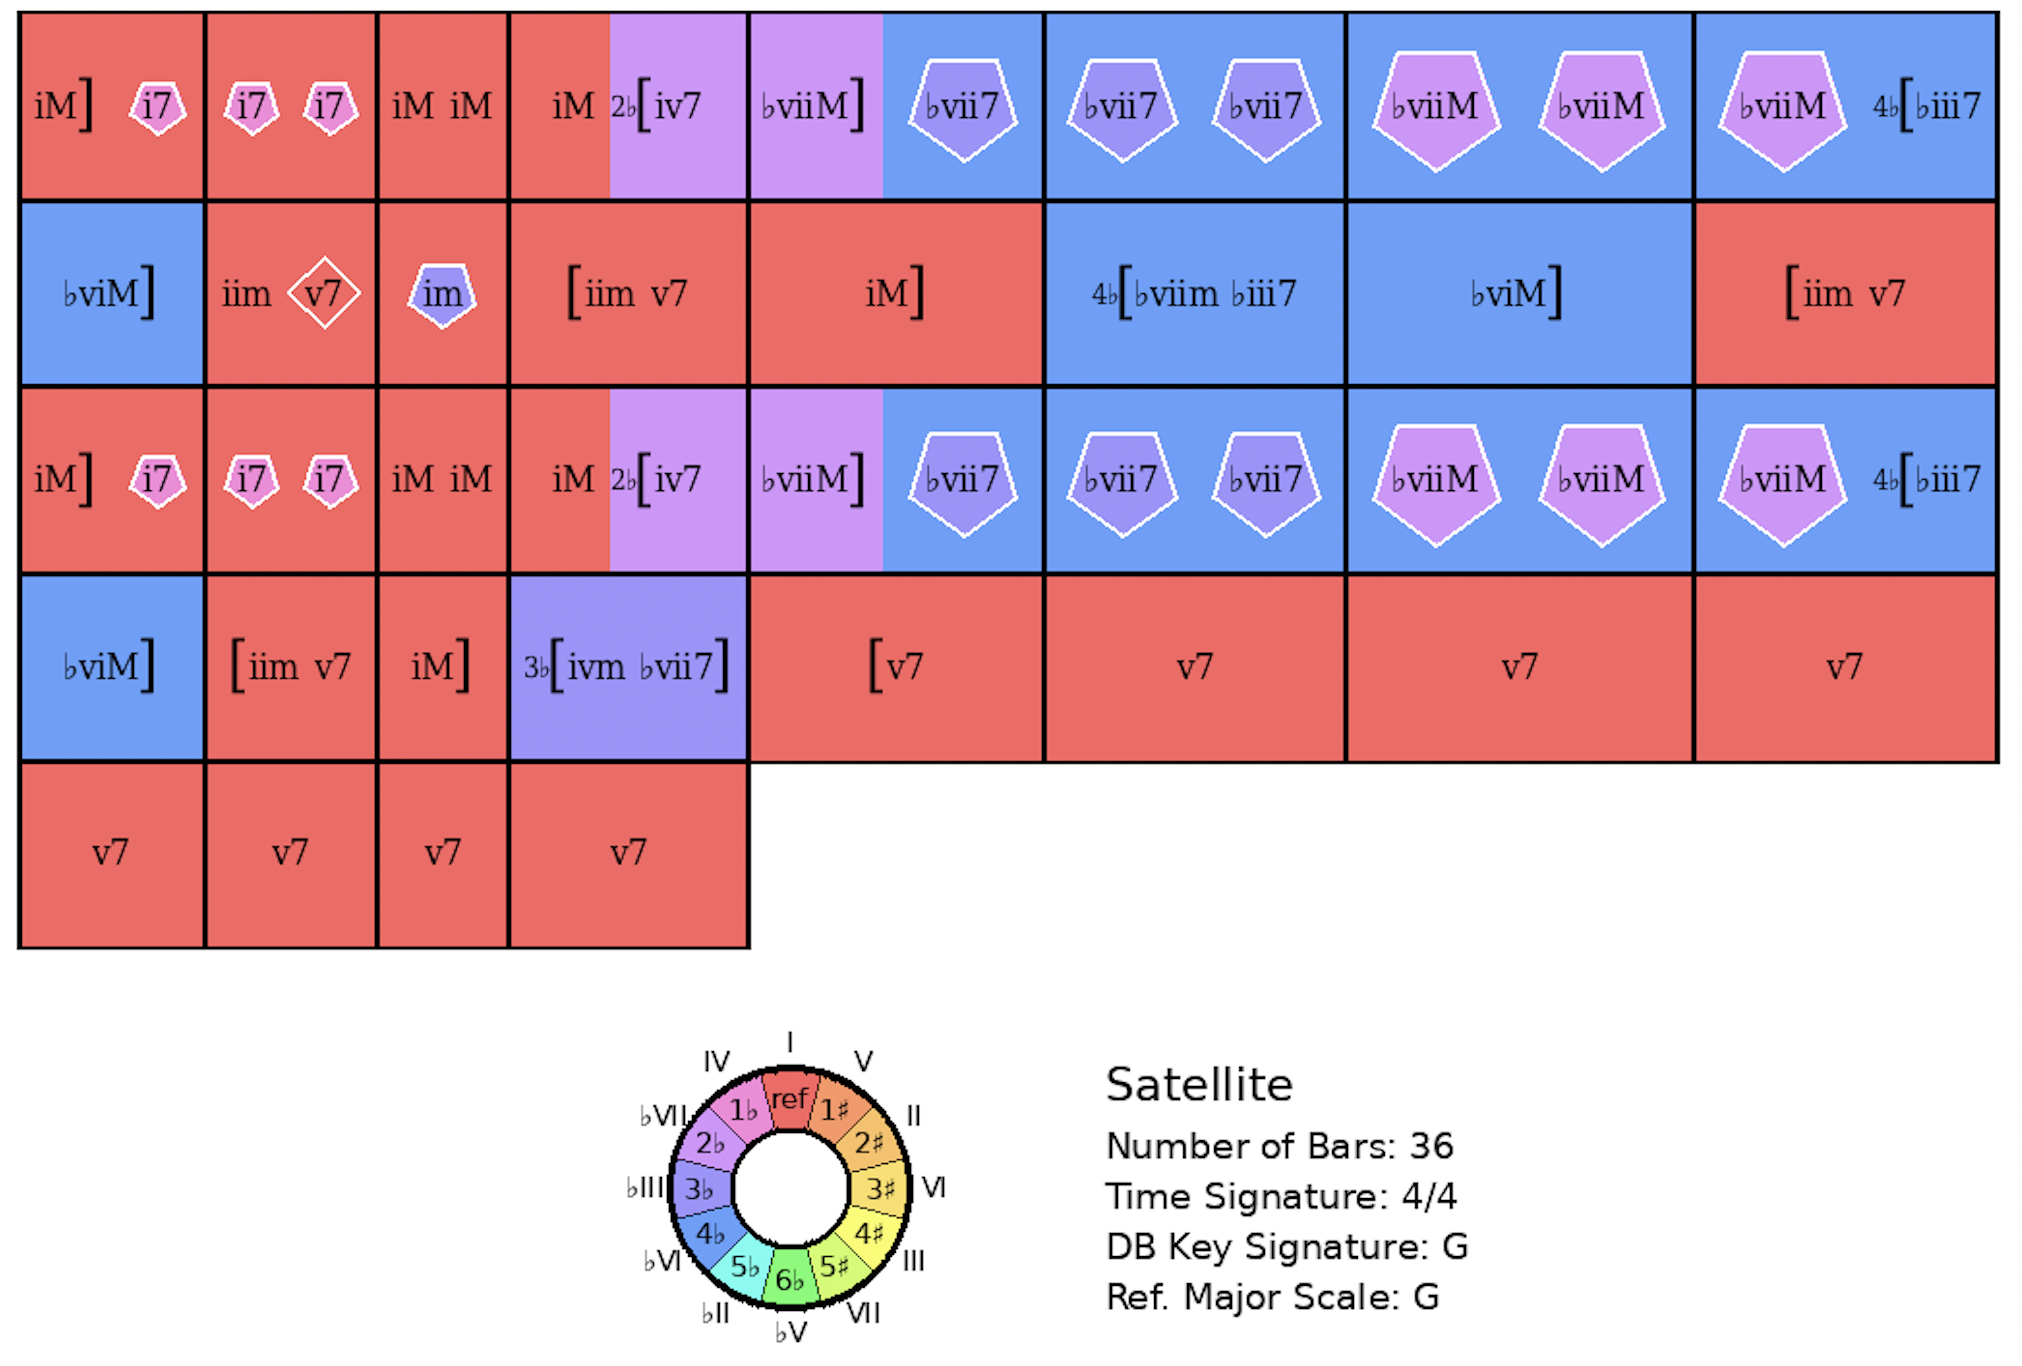 iM] i7 i7 i7 iM iM iM 2♭[iv7 ♭viiM] ♭vii7 ♭vii7 ♭vii7 ♭viiM ♭viiM ♭viiM 4♭[♭iii7
♭viM] iim v7 im [iim v7 iM] 4♭[♭viim ♭iii7 ♭viM] [iim v7
iM] i7 i7 i7 iM iM iM 2♭[iv7 ♭viiM] ♭vii7 ♭vii7 ♭vii7 ♭viiM ♭viiM ♭viiM 4♭[♭iii7
♭viM] [iim v7 iM] 3♭[ivm ♭vii7] [v7 v7 v7 v7
v7 v7 v7 v7
I
IV V
ref
1♭ 1♯
♭VII II
2♭ 2♯
♭III 3♭ 3♯ VI
4♭ 4♯
♭VI III
5♭ 5♯
6♭
♭II VII
♭V
Satellite
Number of Bars: 36
Time Signature: 4/4
DB Key Signature: G
Ref. Major Scale: G